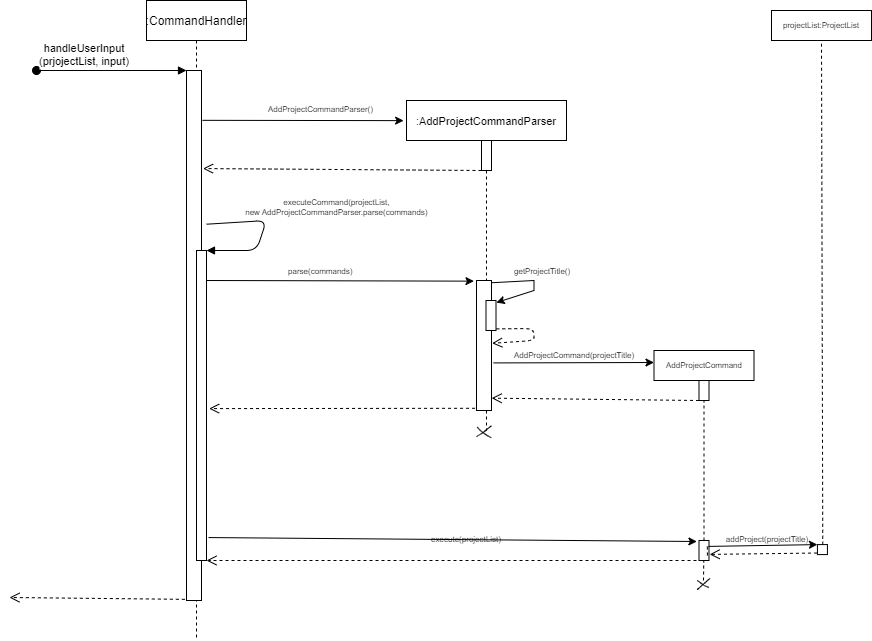 :CommandHandler
projectList:ProjectList
handleUserInput
(prjojectList, input)
AddProjectCommandParser()
:AddProjectCommandParser
executeCommand(projectList,
new AddProjectCommandParser.parse(commands)
parse(commands)
getProjectTitle()
AddProjectCommand(projectTitle)
AddProjectCommand
execute(projectList)
addProject(projectTitle)